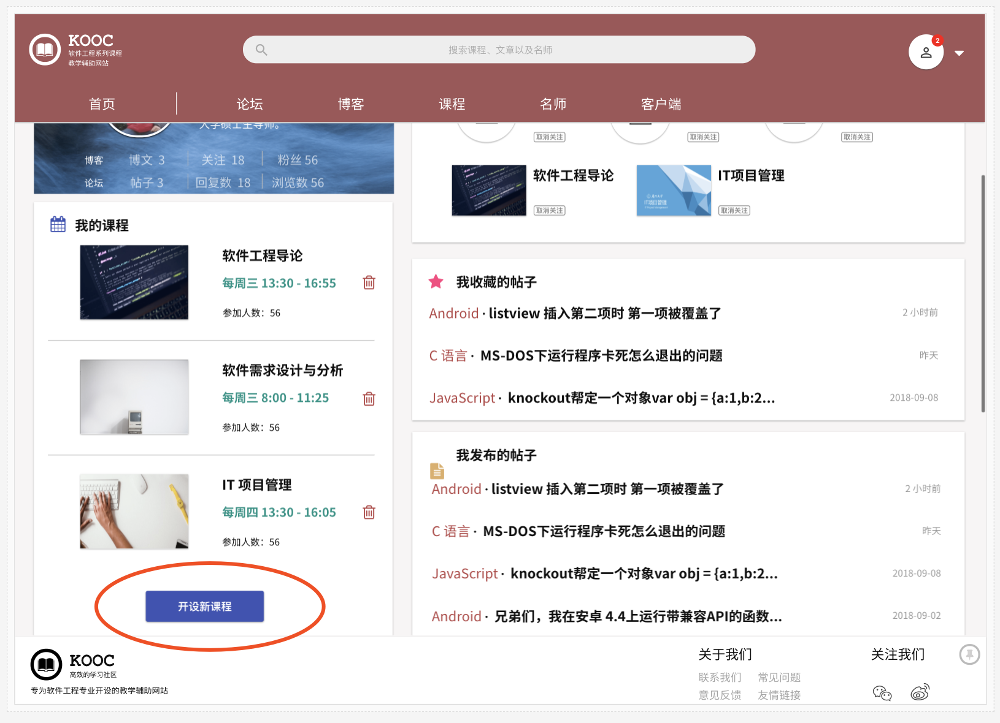 KOOC
软件工程系列课程
教学辅助网站
搜索课程、文章以及名师
2
首页
论坛
博客
课程
名师
客户端
大学硕士生导师。
博客 博文 3 关注 18 粉丝 56
论坛 帖子 3 回复数 18 浏览数 56
我的课程
软件工程导论
每周三 13:30 - 16:55
参加人数：56
软件需求设计与分析
每周三 8:00 - 11:25
参加人数：56
IT 项目管理
每周四 13:30 - 16:05
参加人数：56
开设新课程
取消关注
取消关注
取消关注
软件工程导论
取消关注
IT项目管理
IT项目管理
取消关注
我收藏的帖子
Android · listview 插入第二项时 第一项被覆盖了 2 小时前
C 语言 · MS-DOS下运行程序卡死怎么退出的问题 昨天
JavaScript · knockout帮定一个对象var obj = {a:1,b:2... 2018-09-08
我发布的帖子
Android · listview 插入第二项时 第一项被覆盖了 2 小时前
C 语言 · MS-DOS下运行程序卡死怎么退出的问题 昨天
JavaScript · knockout帮定一个对象var obj = {a:1,b:2... 2018-09-08
Android · 兄弟们，我在安卓 4.4上运行带兼容API的函数... 2018-09-02
KOOC
高效的学习社区
专为软件工程专业开设的教学辅助网站
关于我们
联系我们 常见问题
意见反馈 友情链接
关注我们